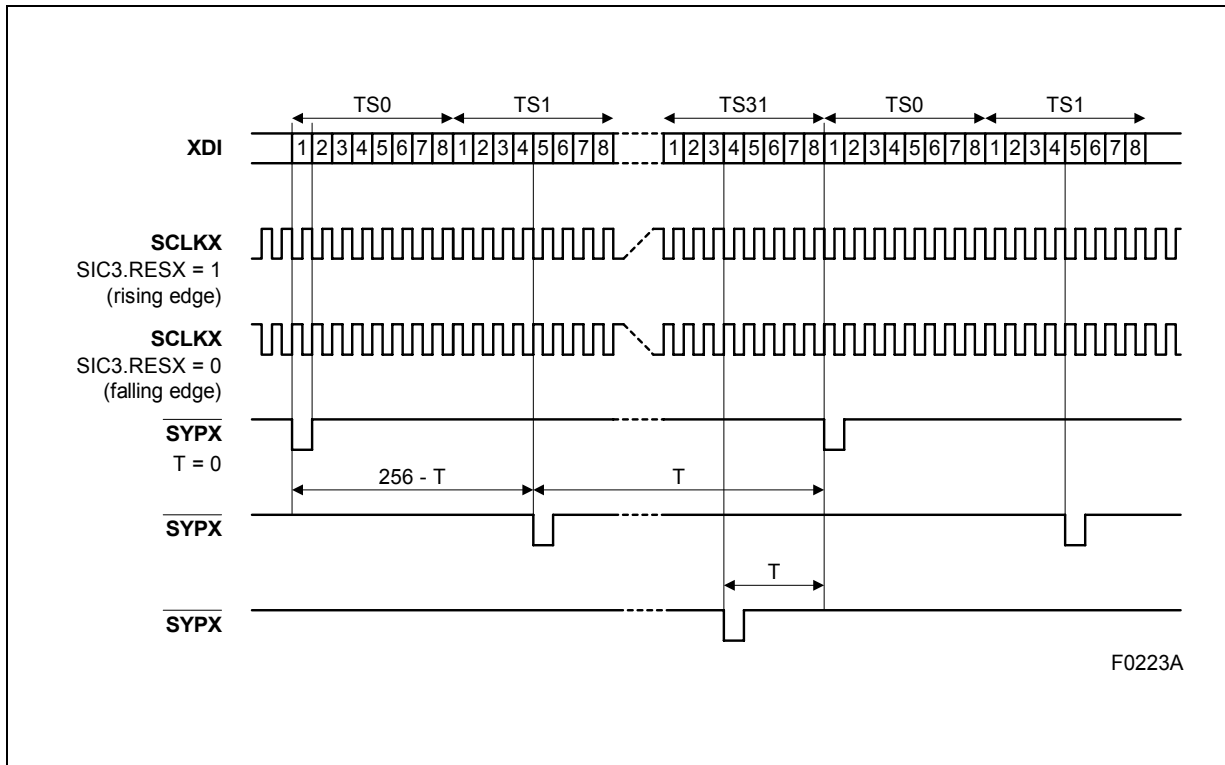 TS0 TS1 TS31 TS0 TS1
XDI 1 2 3 4 5 6 7 8 1 2 3 4 5 6 7 8 1 2 3 4 5 6 7 8 1 2 3 4 5 6 7 8 1 2 3 4 5 6 7 8
SCLKX
SIC3.RESX = 1
(rising edge)
SCLKX
SIC3.RESX = 0
(falling edge)
SYPX
T = 0
256 - T T
SYPX
T
SYPX
F0223A